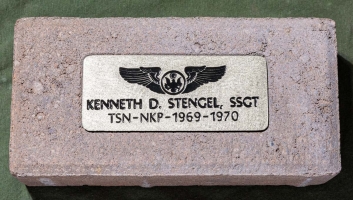 KENNETH D. STENGEL, SSGT
TSN-NKP-1969-1970